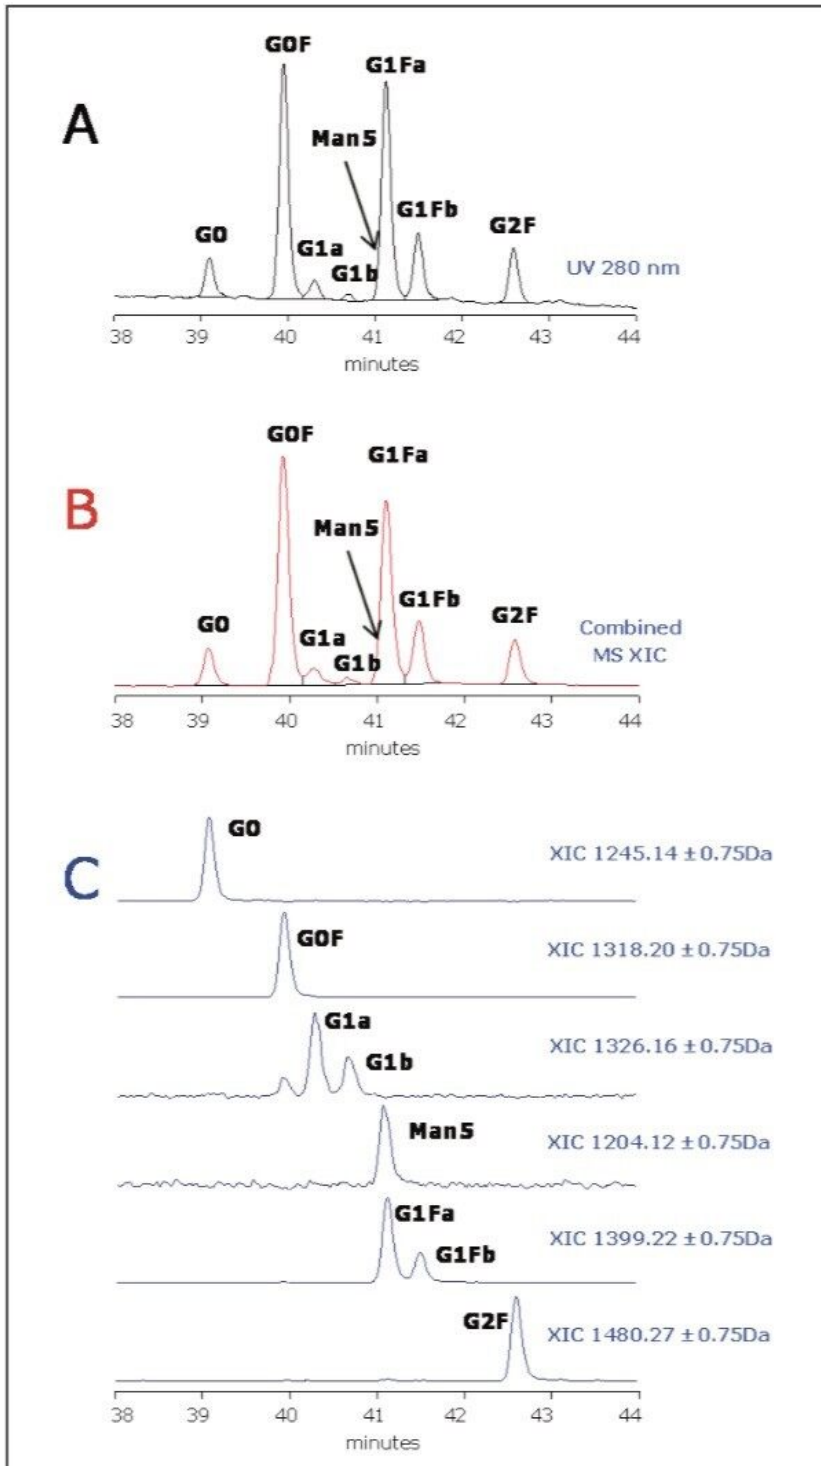 A
G0F
G1Fa
Man5
G0
G1a
G1b
G1Fb
G2F
UV 280 nm
38 39 40 41 42 43 44
minutes
B
G0F
G1Fa
Man5
G0
G1a
G1b
G1Fb
G2F
Combined
MS XIC
38 39 40 41 42 43 44
minutes
C
G0
XIC 1245.14 ± 0.75Da
G0F
XIC 1318.20 ± 0.75Da
G1a
G1b
XIC 1326.16 ± 0.75Da
Man5
XIC 1204.12 ± 0.75Da
G1Fa
G1Fb
XIC 1399.22 ± 0.75Da
G2F
XIC 1480.27 ± 0.75Da
38 39 40 41 42 43 44
minutes